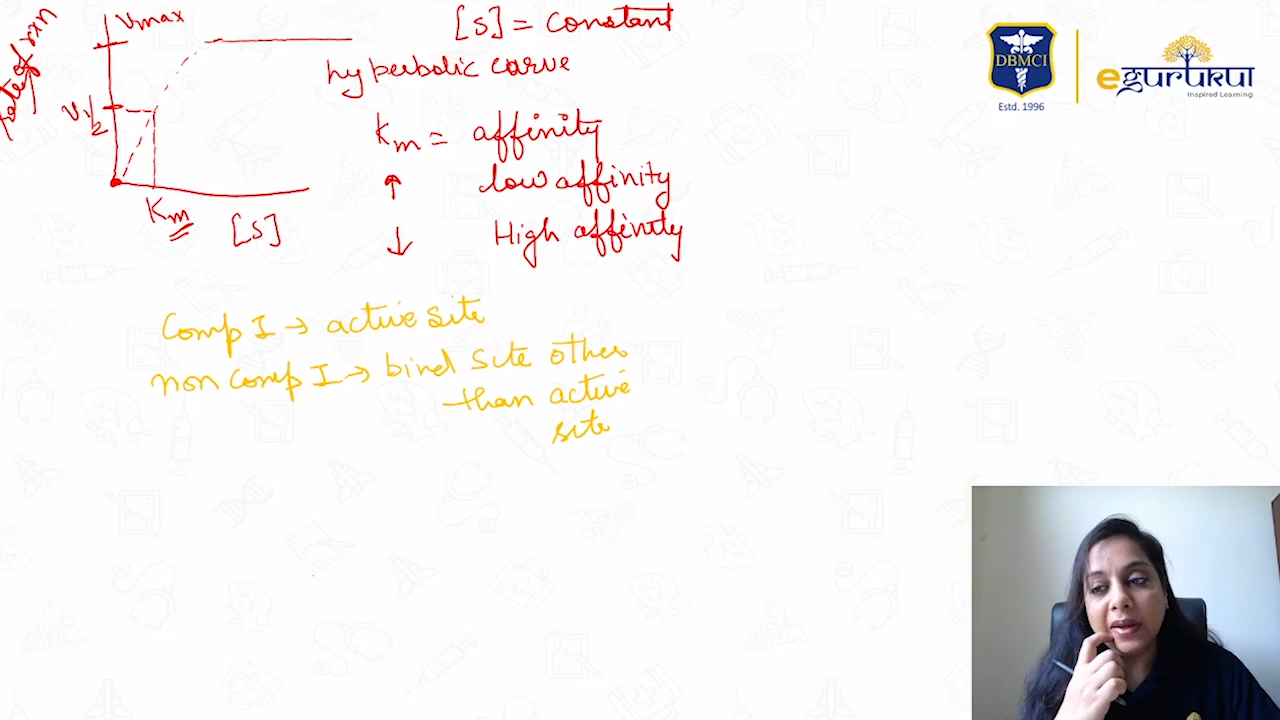 rate of rxn
Vmax
[S] = constant
hyperbolic curve
V1/2
Km = affinity
↑ low affinity
Km
[S]
↓ High affinity
Comp I → active site
non Comp I → bind site other
than active
site
DBMCI
Estd. 1996
egurukul
Inspired Learning